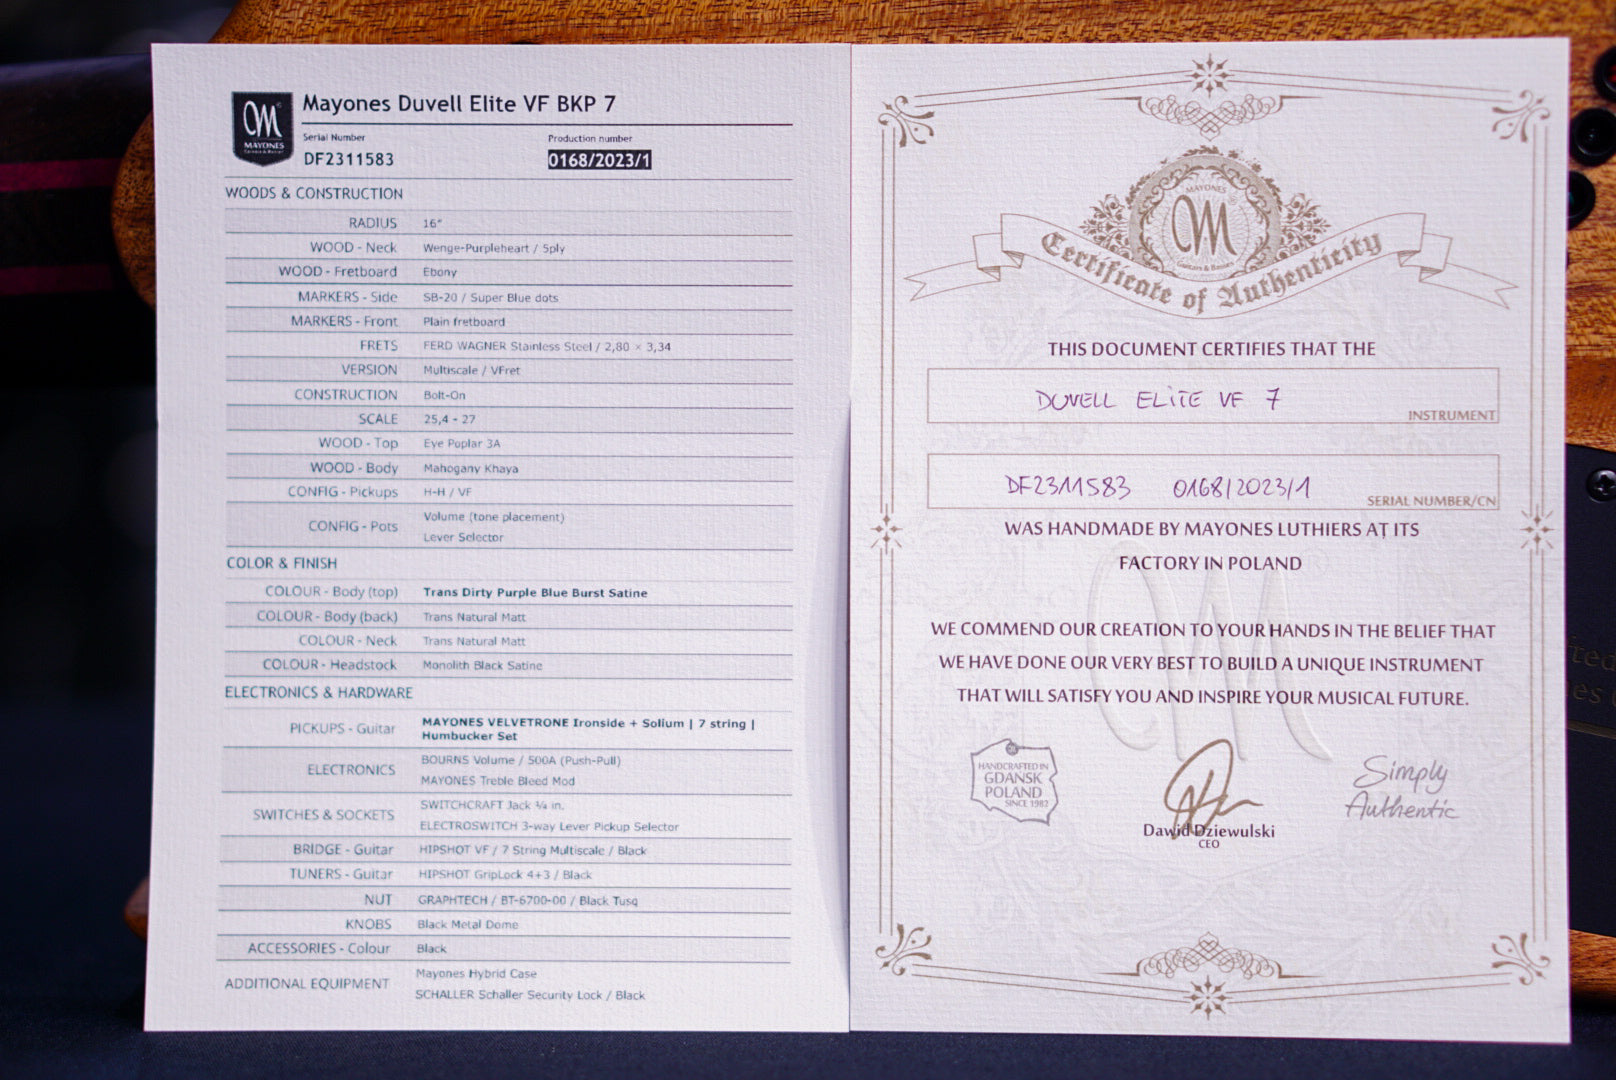 Mayones Duvell Elite VF BKP 7
MAYONES
Serial Number
Production number
DF2311583
0168/2023/1
WOODS & CONSTRUCTION
RADIUS 16"
WOOD - Neck Wenge-Purpleheart / 5ply
WOOD - Fretboard Ebony
MARKERS - Side SB-20 / Super Blue dots
MARKERS - Front Plain fretboard
FRETS FERD WAGNER Stainless Steel / 2,80 × 3,34
VERSION Multiscale / VFret
CONSTRUCTION Bolt-On
SCALE 25,4 - 27
WOOD - Top Eye Poplar 3A
WOOD - Body Mahogany Khaya
CONFIG - Pickups H-H / VF
CONFIG - Pots Volume (tone placement)
Lever Selector
COLOR & FINISH
COLOUR - Body (top) Trans Dirty Purple Blue Burst Satine
COLOUR - Body (back) Trans Natural Matt
COLOUR - Neck Trans Natural Matt
COLOUR - Headstock Monolith Black Satine
ELECTRONICS & HARDWARE
PICKUPS - Guitar MAYONES VELVETRONE Ironside + Solium | 7 string |
Humbucker Set
ELECTRONICS BOURNS Volume / 500A (Push-Pull)
MAYONES Treble Bleed Mod
SWITCHES & SOCKETS SWITCHCRAFT Jack ¼ in.
ELECTROSWITCH 3-way Lever Pickup Selector
BRIDGE - Guitar HIPSHOT VF / 7 String Multiscale / Black
TUNERS - Guitar HIPSHOT GripLock 4+3 / Black
NUT GRAPHTECH / BT-6700-00 / Black Tusq
KNOBS Black Metal Dome
ACCESSORIES - Colour Black
ADDITIONAL EQUIPMENT Mayones Hybrid Case
SCHALLER Schaller Security Lock / Black
MAYONES
Guitars & Basses
Certificate of Authenticity
THIS DOCUMENT CERTIFIES THAT THE
DUVELL ELITE VF 7
INSTRUMENT
DF2311583 0168/2023/1
SERIAL NUMBER/CN
WAS HANDMADE BY MAYONES LUTHIERS AT ITS
FACTORY IN POLAND
WE COMMEND OUR CREATION TO YOUR HANDS IN THE BELIEF THAT
WE HAVE DONE OUR VERY BEST TO BUILD A UNIQUE INSTRUMENT
THAT WILL SATISFY YOU AND INSPIRE YOUR MUSICAL FUTURE.
HANDCRAFTED IN
GDANSK
POLAND
SINCE 1982
Dawid Dziewulski
CEO
Simply
Authentic